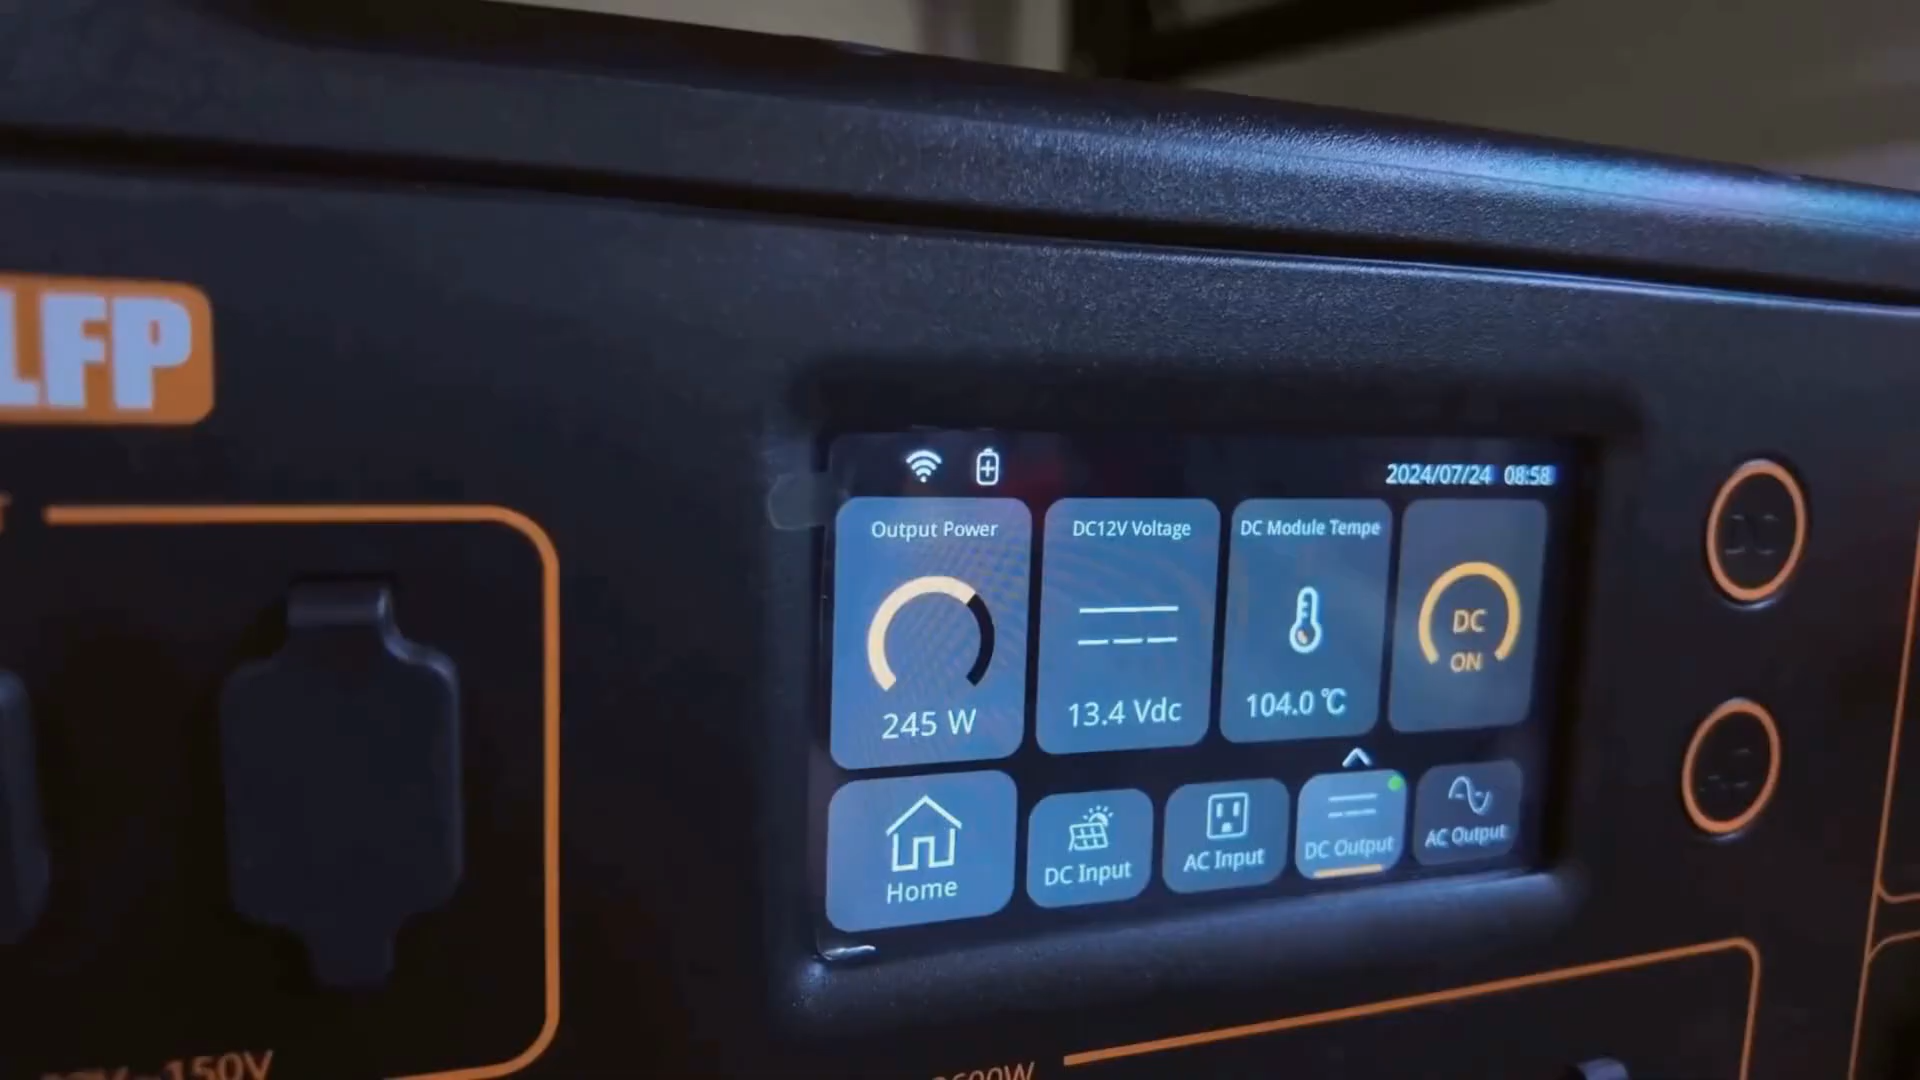 LFP
2024/07/24 08:58
Output Power
DC12V Voltage
DC Module Tempe
DC
ON
245 W
13.4 Vdc
104.0 ℃
Home
DC Input
AC Input
DC Output
AC Output
DC